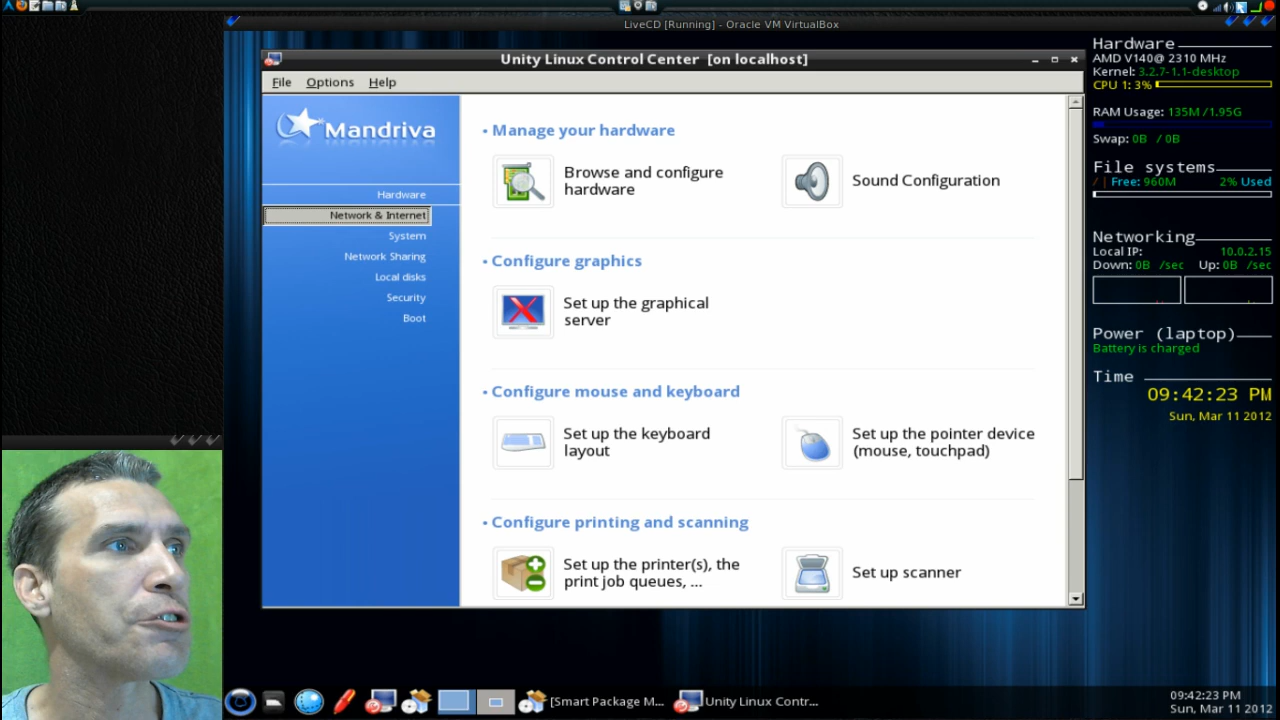 LiveCD [Running] - Oracle VM VirtualBox
Unity Linux Control Center [on localhost]
File Options Help
Mandriva
Hardware
Network & Internet
System
Network Sharing
Local disks
Security
Boot
• Manage your hardware
Browse and configure
hardware
Sound Configuration
• Configure graphics
Set up the graphical
server
• Configure mouse and keyboard
Set up the keyboard
layout
Set up the pointer device
(mouse, touchpad)
• Configure printing and scanning
Set up the printer(s), the
print job queues, ...
Set up scanner
Hardware
AMD V140@ 2310 MHz
Kernel: 3.2.7-1.1-desktop
CPU 1: 3%
RAM Usage: 135M /1.95G
Swap: 0B / 0B
File systems
/ | Free: 960M 2% Used
Networking
Local IP: 10.0.2.15
Down: 0B /sec Up: 0B /sec
Power (laptop)
Battery is charged
Time
09:42:23 PM
Sun, Mar 11 2012
[Smart Package M...
Unity Linux Contr...
09:42:23 PM
Sun, Mar 11 2012